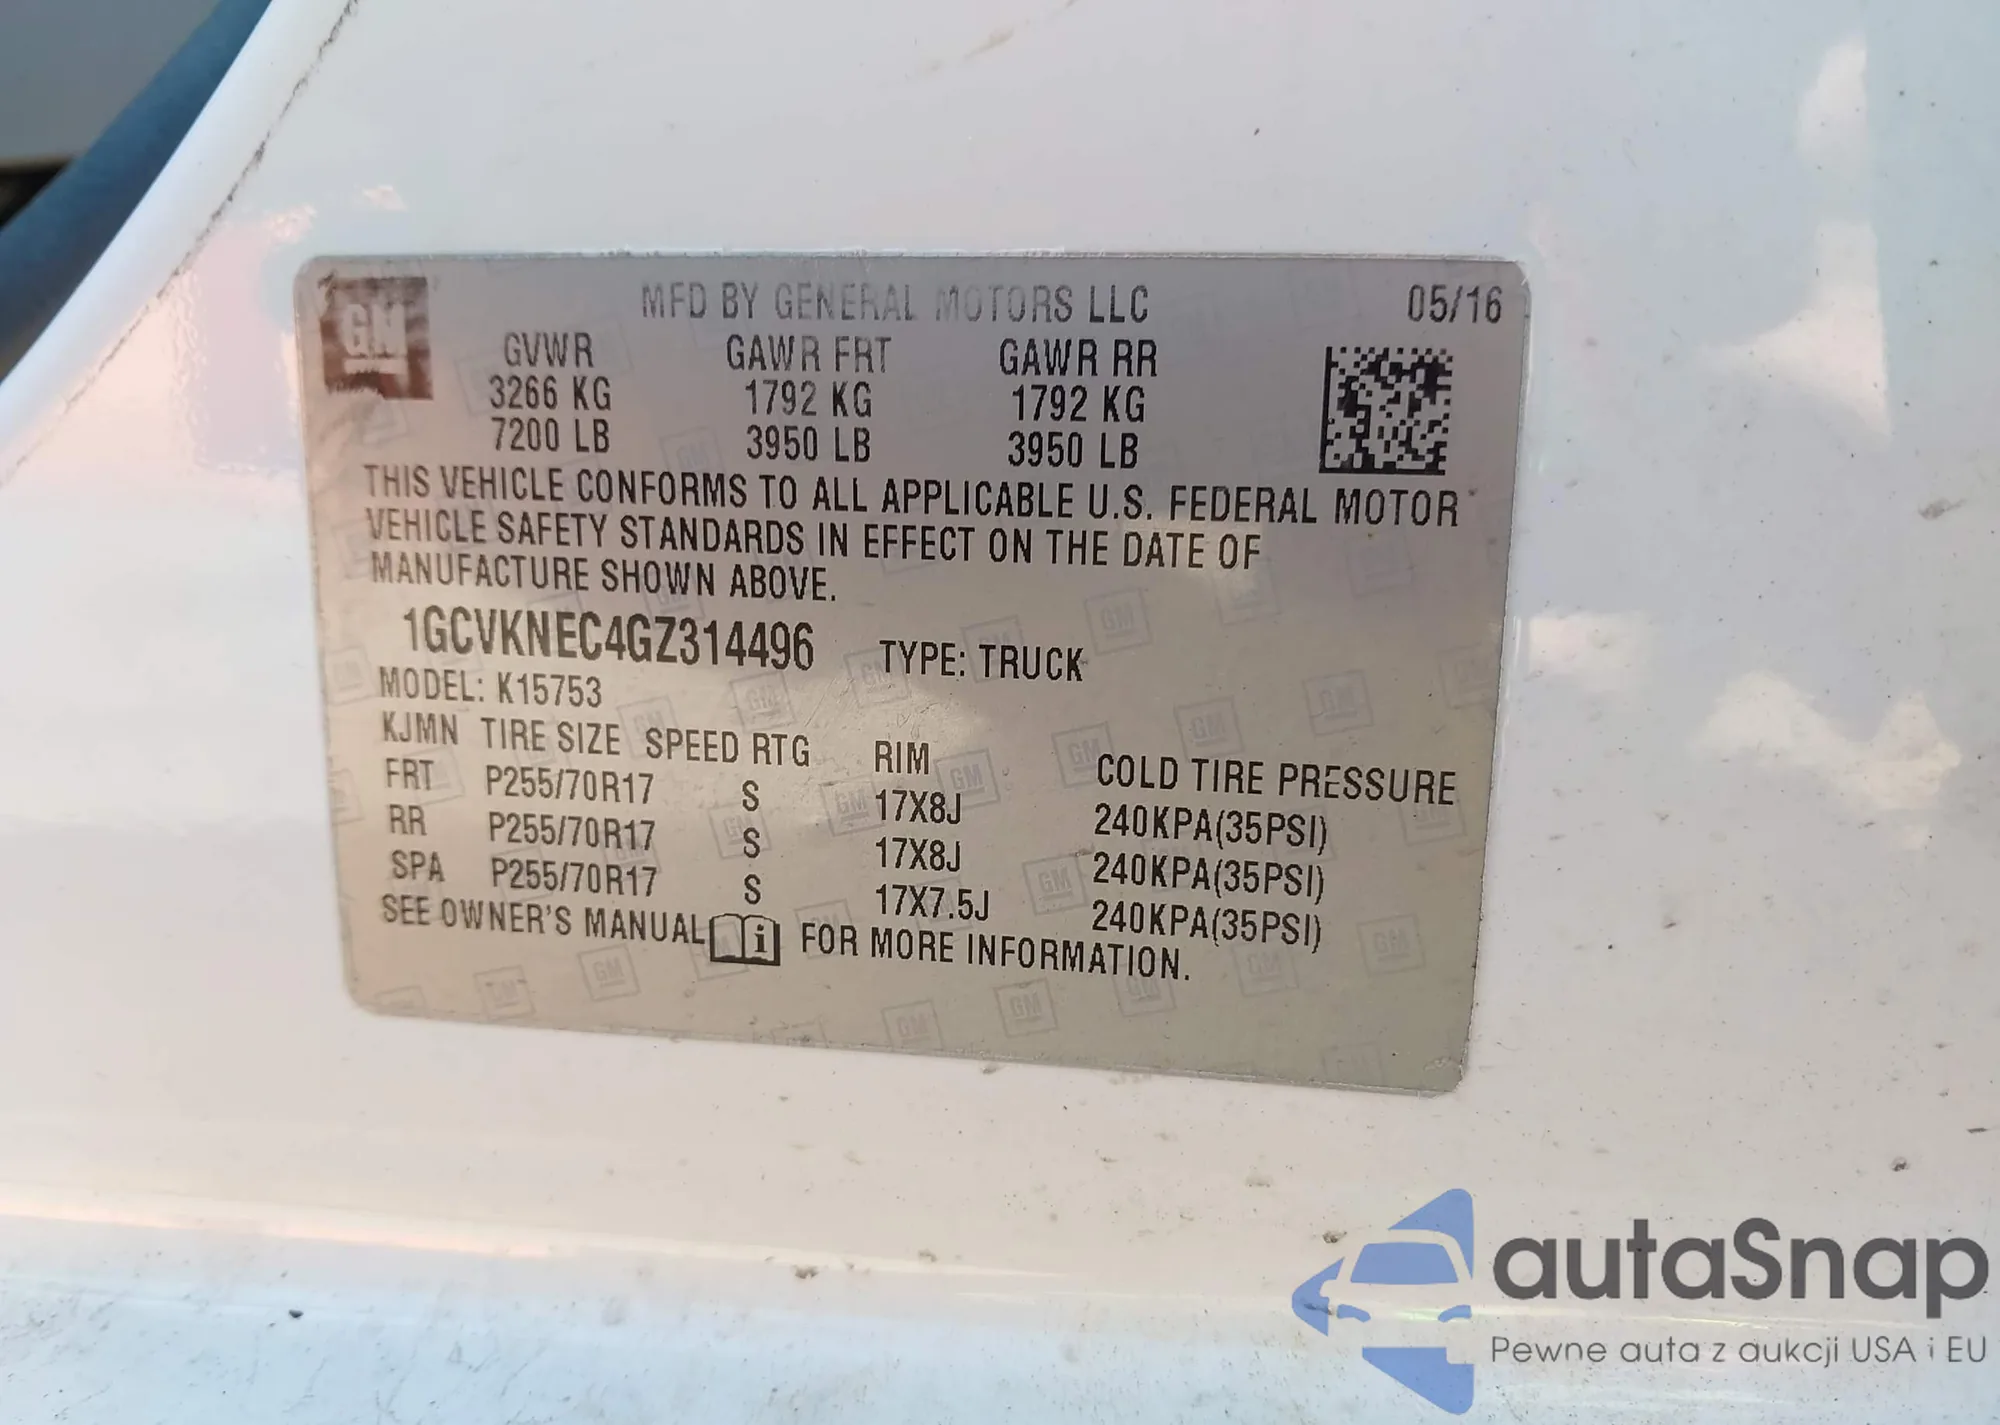 GM MFD BY GENERAL MOTORS LLC 05/16
GVWR GAWR FRT GAWR RR
3266 KG 1792 KG 1792 KG
7200 LB 3950 LB 3950 LB
THIS VEHICLE CONFORMS TO ALL APPLICABLE U.S. FEDERAL MOTOR
VEHICLE SAFETY STANDARDS IN EFFECT ON THE DATE OF
MANUFACTURE SHOWN ABOVE.
1GCVKNEC4GZ314496 TYPE: TRUCK
MODEL: K15753
KJMN TIRE SIZE SPEED RTG RIM COLD TIRE PRESSURE
FRT P255/70R17 S 17X8J 240KPA(35PSI)
RR P255/70R17 S 17X8J 240KPA(35PSI)
SPA P255/70R17 S 17X7.5J 240KPA(35PSI)
SEE OWNER'S MANUAL i FOR MORE INFORMATION.
autaSnap
Pewne auta z aukcji USA i EU